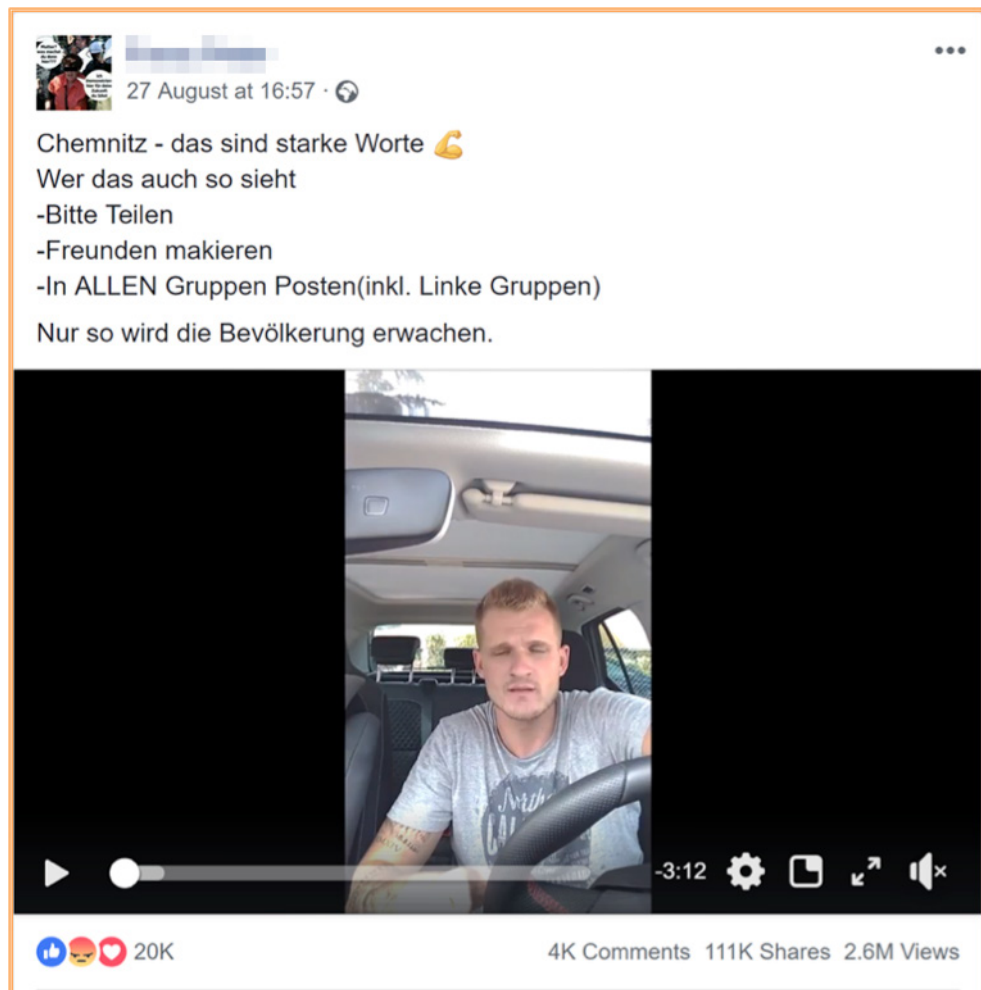 27 August at 16:57 ·
Chemnitz - das sind starke Worte 💪
Wer das auch so sieht
-Bitte Teilen
-Freunden makieren
-In ALLEN Gruppen Posten(inkl. Linke Gruppen)
Nur so wird die Bevölkerung erwachen.
-3:12
20K
4K Comments 111K Shares 2.6M Views